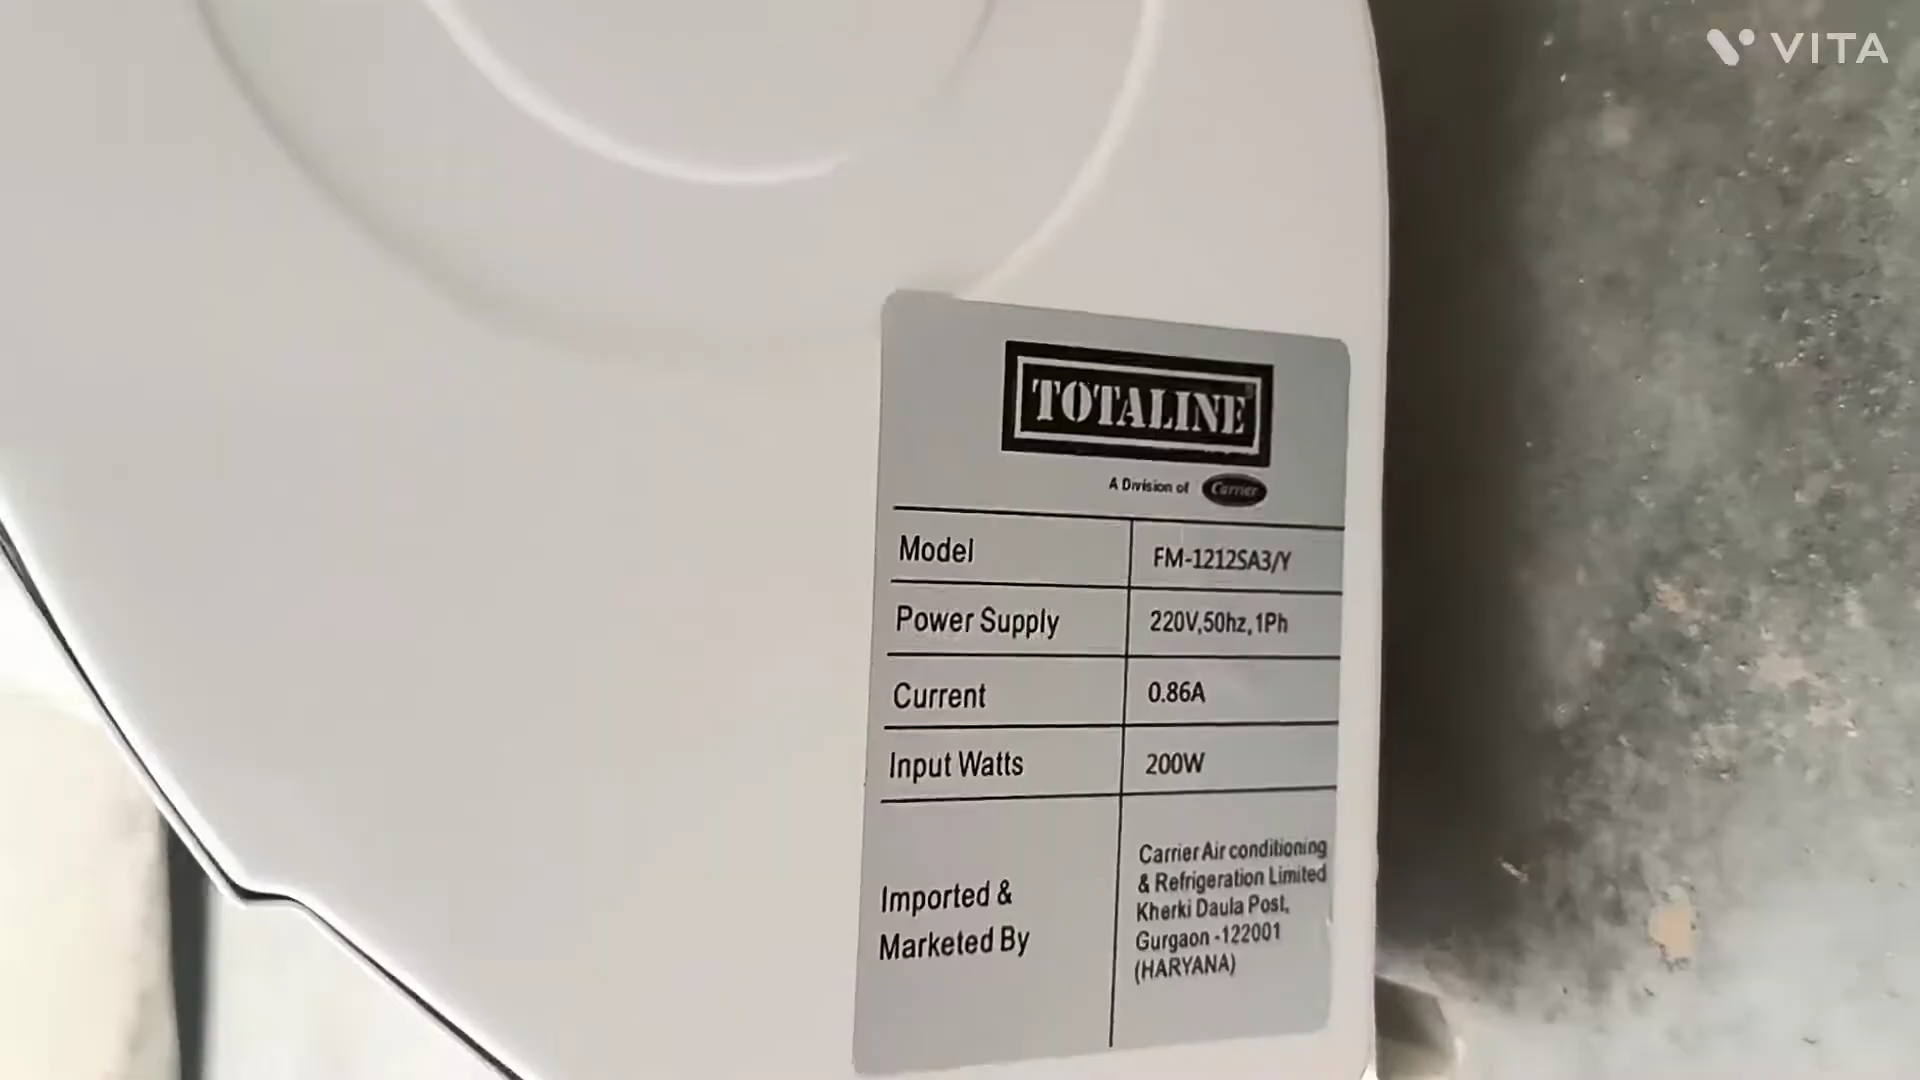 VITA
TOTALINE
A Division of Carrier
Model FM-1212SA3/Y
Power Supply 220V,50hz,1Ph
Current 0.86A
Input Watts 200W
Imported &
Marketed By
Carrier Air conditioning
& Refrigeration Limited
Kherki Daula Post,
Gurgaon -122001
(HARYANA)